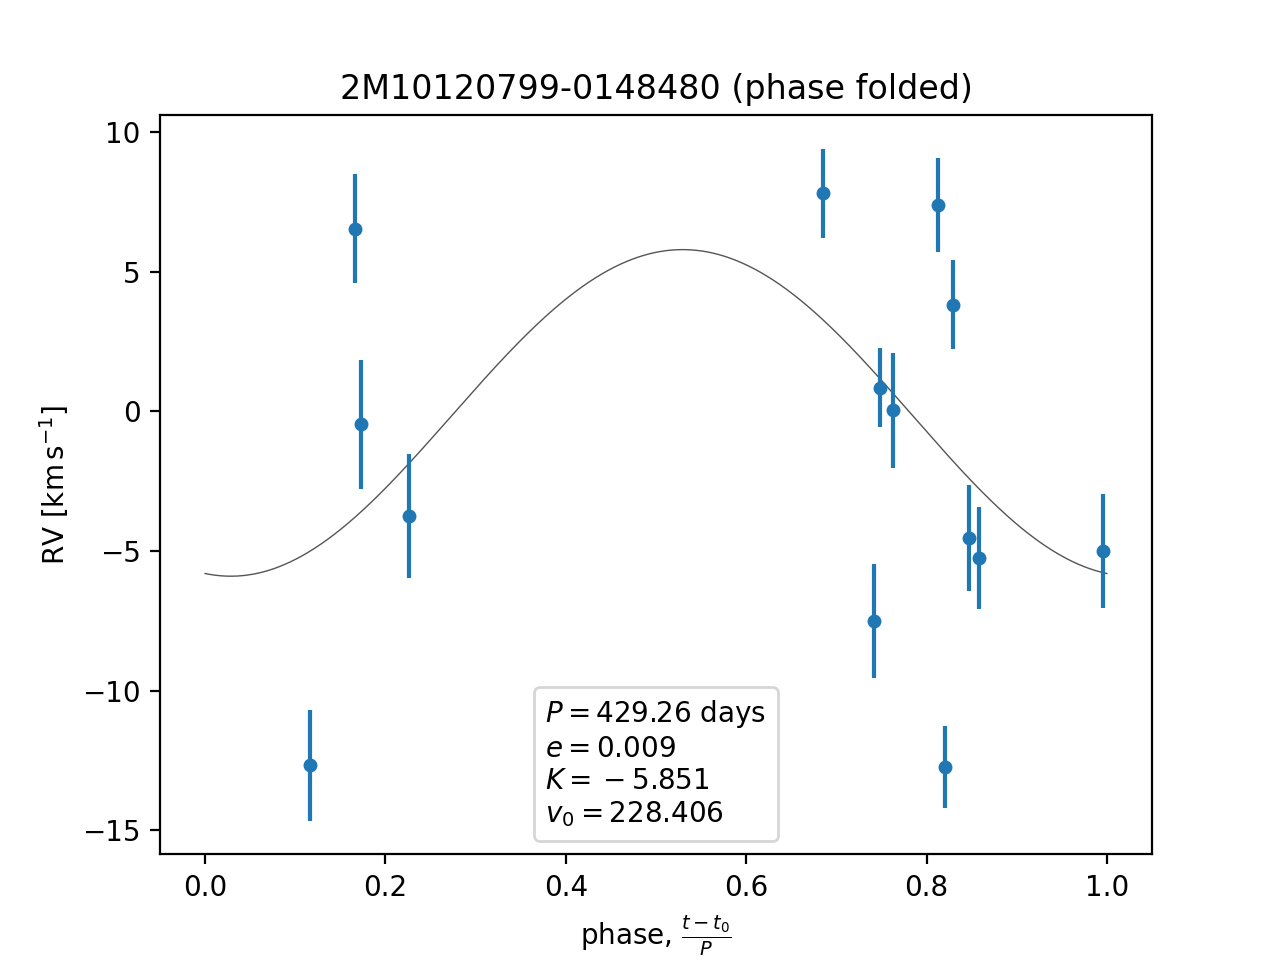 2M10120799-0148480 (phase folded)
10
5
0
−5
−10
−15
RV [km s⁻¹]
P = 429.26 days
e = 0.009
K = −5.851
v₀ = 228.406
0.0 0.2 0.4 0.6 0.8 1.0
phase, (t − t₀)/P